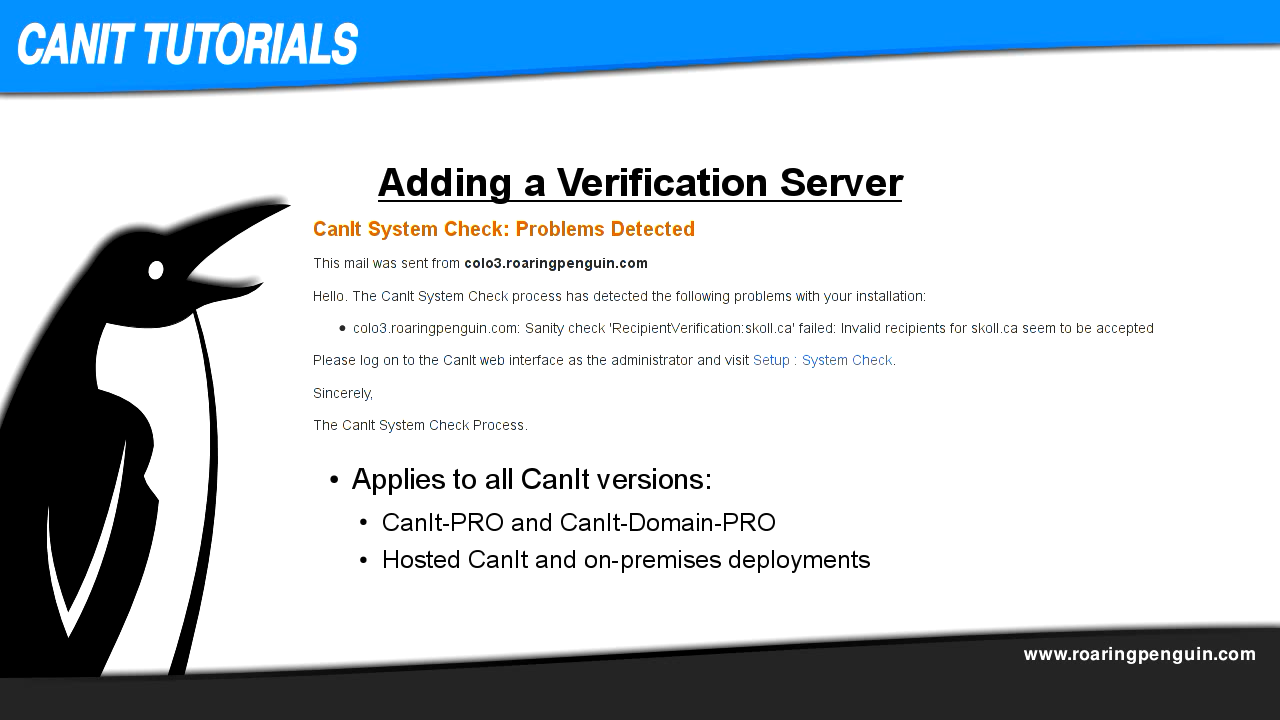 CANIT TUTORIALS
Adding a Verification Server
CanIt System Check: Problems Detected
This mail was sent from colo3.roaringpenguin.com
Hello. The CanIt System Check process has detected the following problems with your installation:
• colo3.roaringpenguin.com: Sanity check 'RecipientVerification:skoll.ca' failed: Invalid recipients for skoll.ca seem to be accepted
Please log on to the CanIt web interface as the administrator and visit Setup : System Check.
Sincerely,
The CanIt System Check Process.
• Applies to all CanIt versions:
• CanIt-PRO and CanIt-Domain-PRO
• Hosted CanIt and on-premises deployments
www.roaringpenguin.com